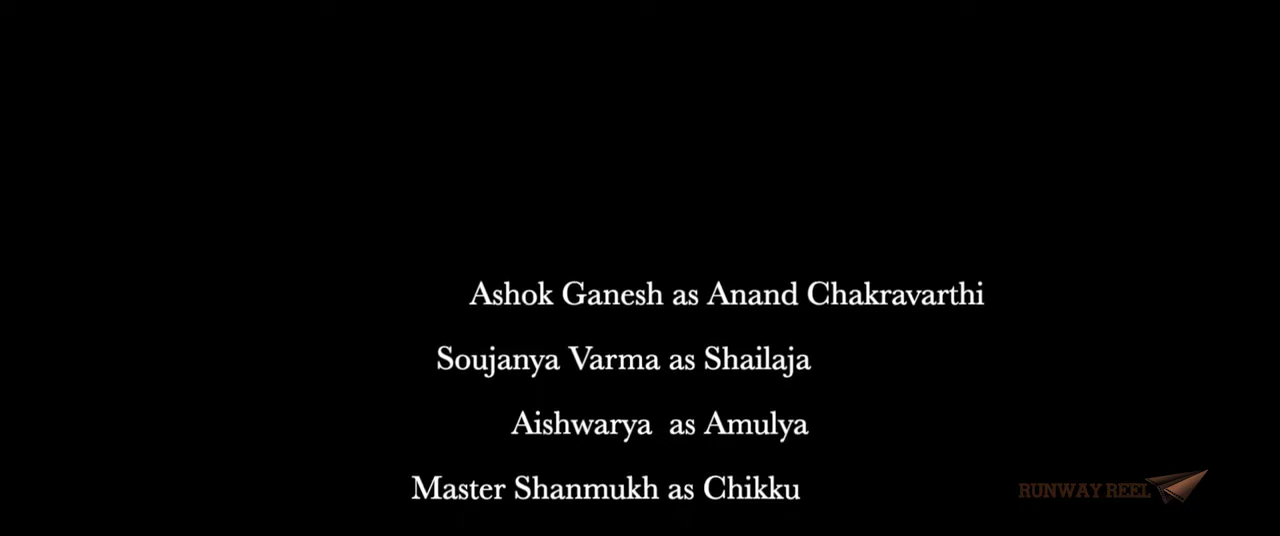 Ashok Ganesh as Anand Chakravarthi
Soujanya Varma as Shailaja
Aishwarya as Amulya
Master Shanmukh as Chikku
RUNWAY REEL